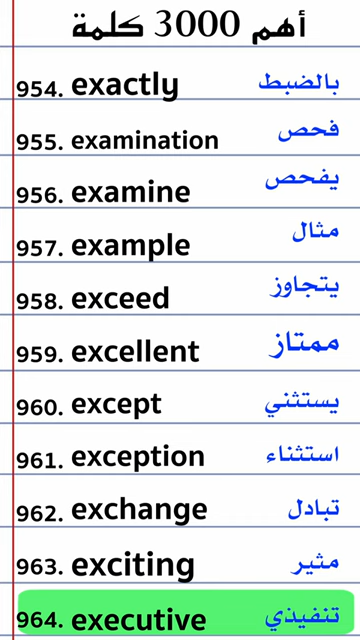 أهم 3000 كلمة
954. exactly بالضبط
955. examination فحص
956. examine يفحص
957. example مثال
958. exceed يتجاوز
959. excellent ممتاز
960. except يستثني
961. exception استثناء
962. exchange تبادل
963. exciting مثير
964. executive تنفيذي